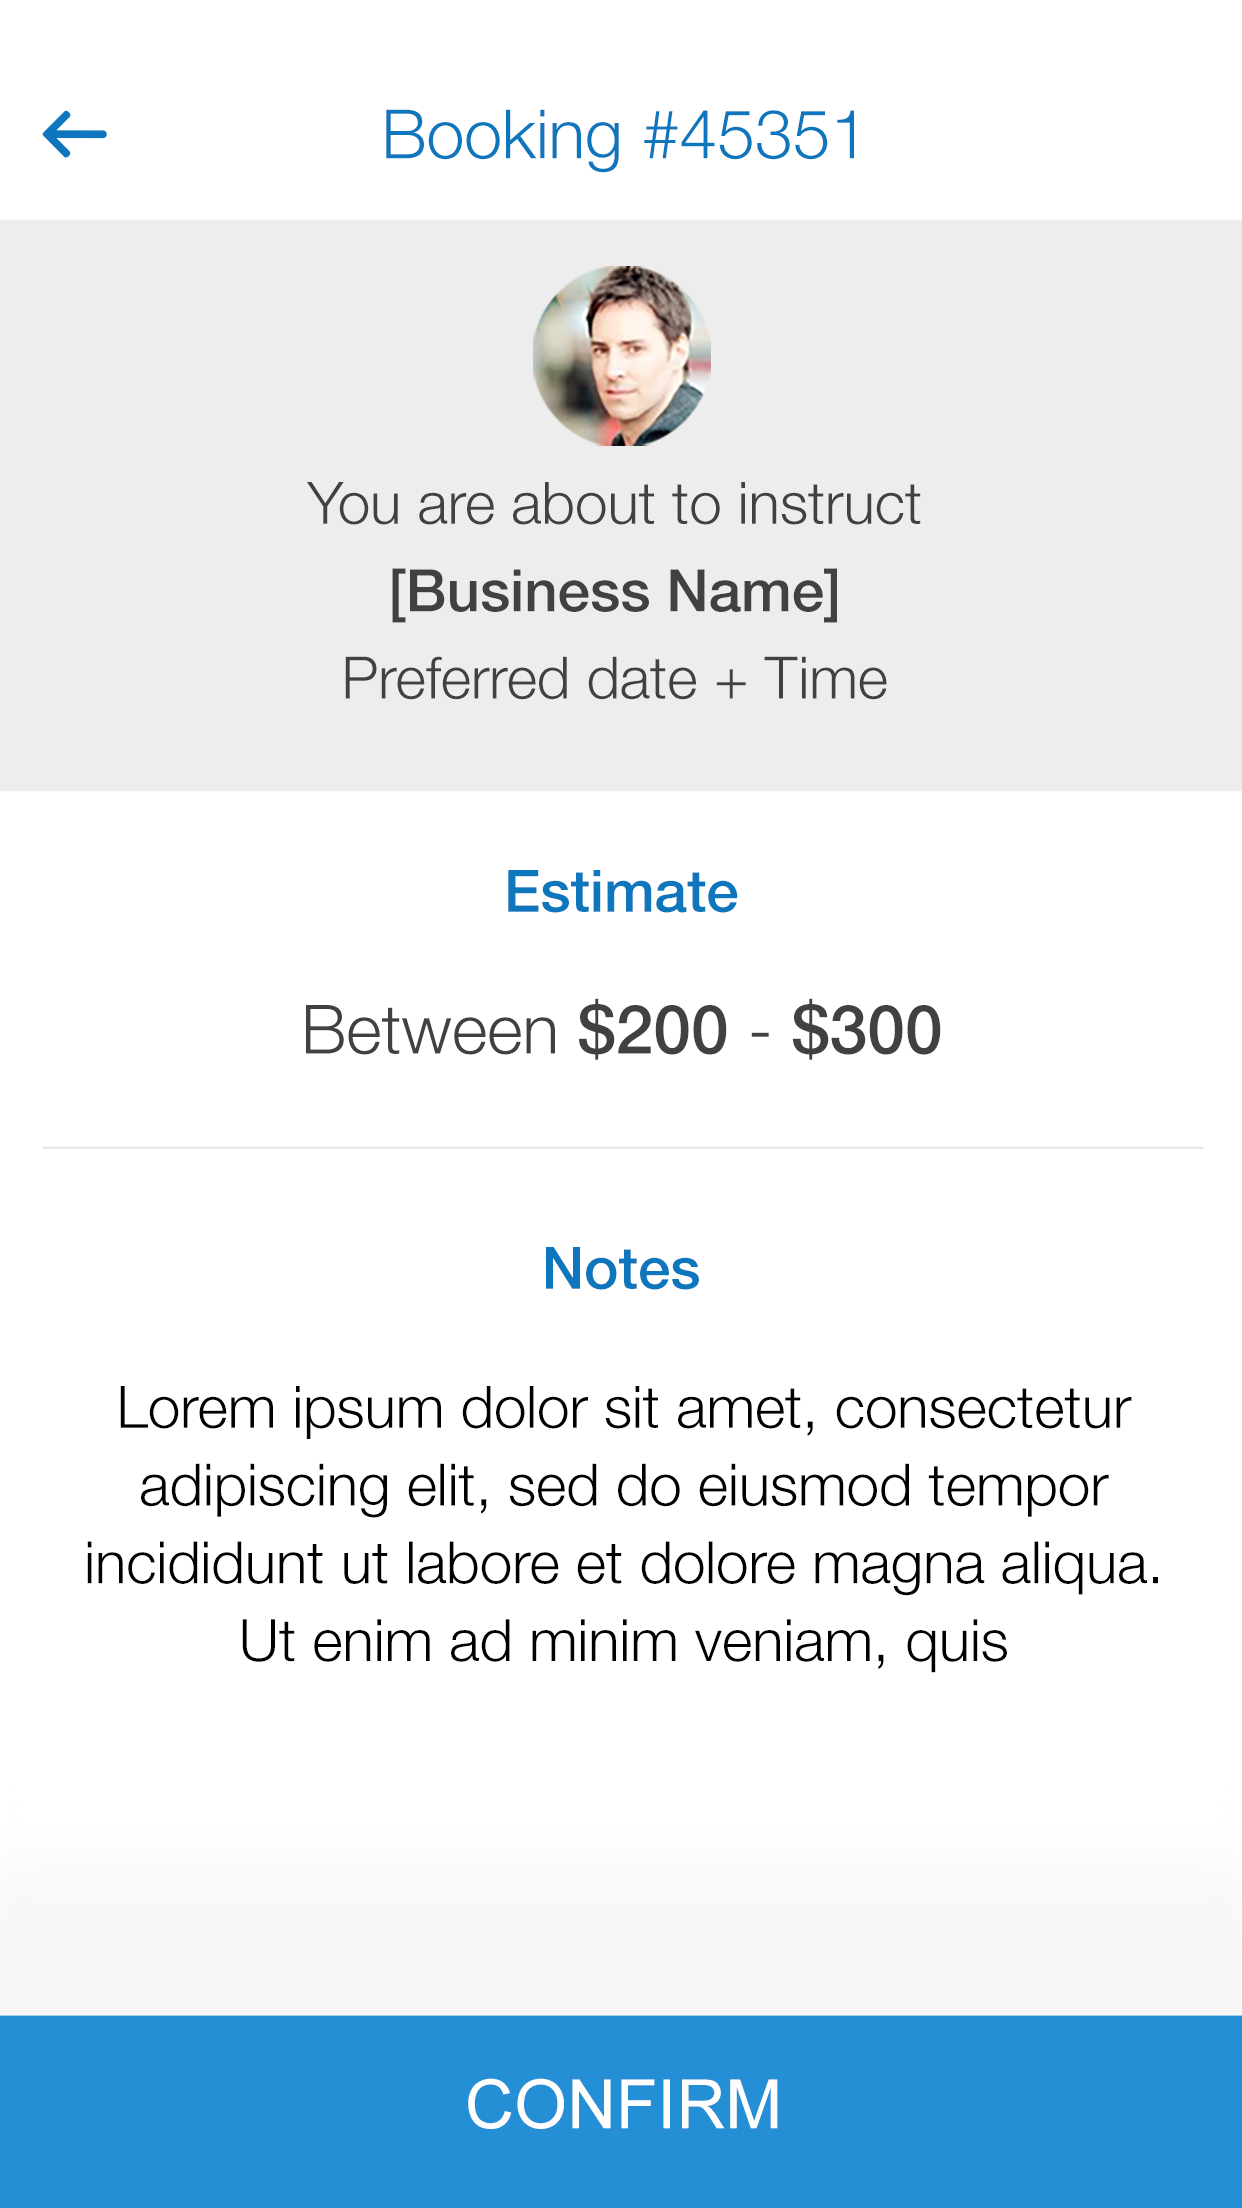 Booking #45351
You are about to instruct
[Business Name]
Preferred date + Time
Estimate
Between $200 - $300
Notes
Lorem ipsum dolor sit amet, consectetur
adipiscing elit, sed do eiusmod tempor
incididunt ut labore et dolore magna aliqua.
Ut enim ad minim veniam, quis
CONFIRM